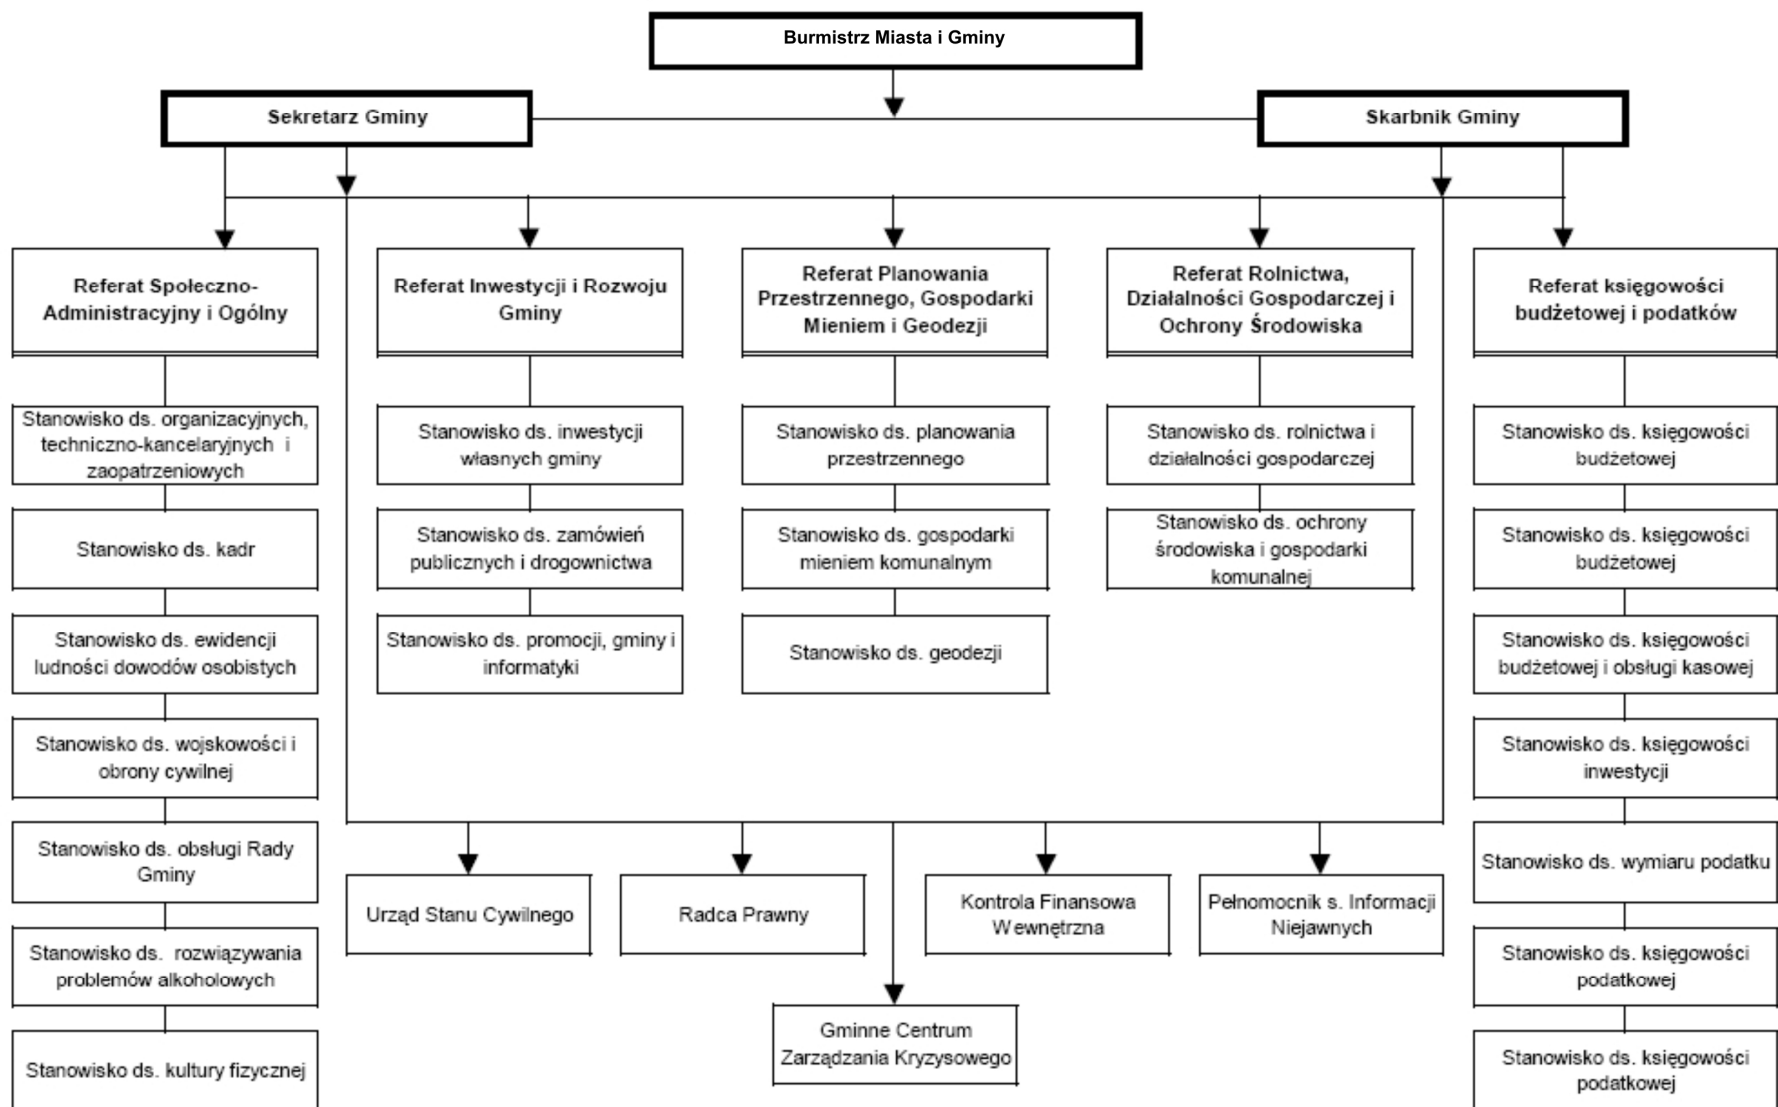 Burmistrz Miasta i Gminy
Sekretarz Gminy
Skarbnik Gminy
Referat Społeczno-
Administracyjny i Ogólny
Referat Inwestycji i Rozwoju
Gminy
Referat Planowania
Przestrzennego, Gospodarki
Mieniem i Geodezji
Referat Rolnictwa,
Działalności Gospodarczej i
Ochrony Środowiska
Referat księgowości
budżetowej i podatków
Stanowisko ds. organizacyjnych,
techniczno-kancelaryjnych i
zaopatrzeniowych
Stanowisko ds. kadr
Stanowisko ds. ewidencji
ludności dowodów osobistych
Stanowisko ds. wojskowości i
obrony cywilnej
Stanowisko ds. obsługi Rady
Gminy
Stanowisko ds. rozwiązywania
problemów alkoholowych
Stanowisko ds. kultury fizycznej
Stanowisko ds. inwestycji
własnych gminy
Stanowisko ds. zamówień
publicznych i drogownictwa
Stanowisko ds. promocji, gminy i
informatyki
Stanowisko ds. planowania
przestrzennego
Stanowisko ds. gospodarki
mieniem komunalnym
Stanowisko ds. geodezji
Stanowisko ds. rolnictwa i
działalności gospodarczej
Stanowisko ds. ochrony
środowiska i gospodarki
komunalnej
Stanowisko ds. księgowości
budżetowej
Stanowisko ds. księgowości
budżetowej
Stanowisko ds. księgowości
budżetowej i obsługi kasowej
Stanowisko ds. księgowości
inwestycji
Stanowisko ds. wymiaru podatku
Stanowisko ds. księgowości
podatkowej
Stanowisko ds. księgowości
podatkowej
Urząd Stanu Cywilnego
Radca Prawny
Kontrola Finansowa
Wewnętrzna
Pełnomocnik s. Informacji
Niejawnych
Gminne Centrum
Zarządzania Kryzysowego